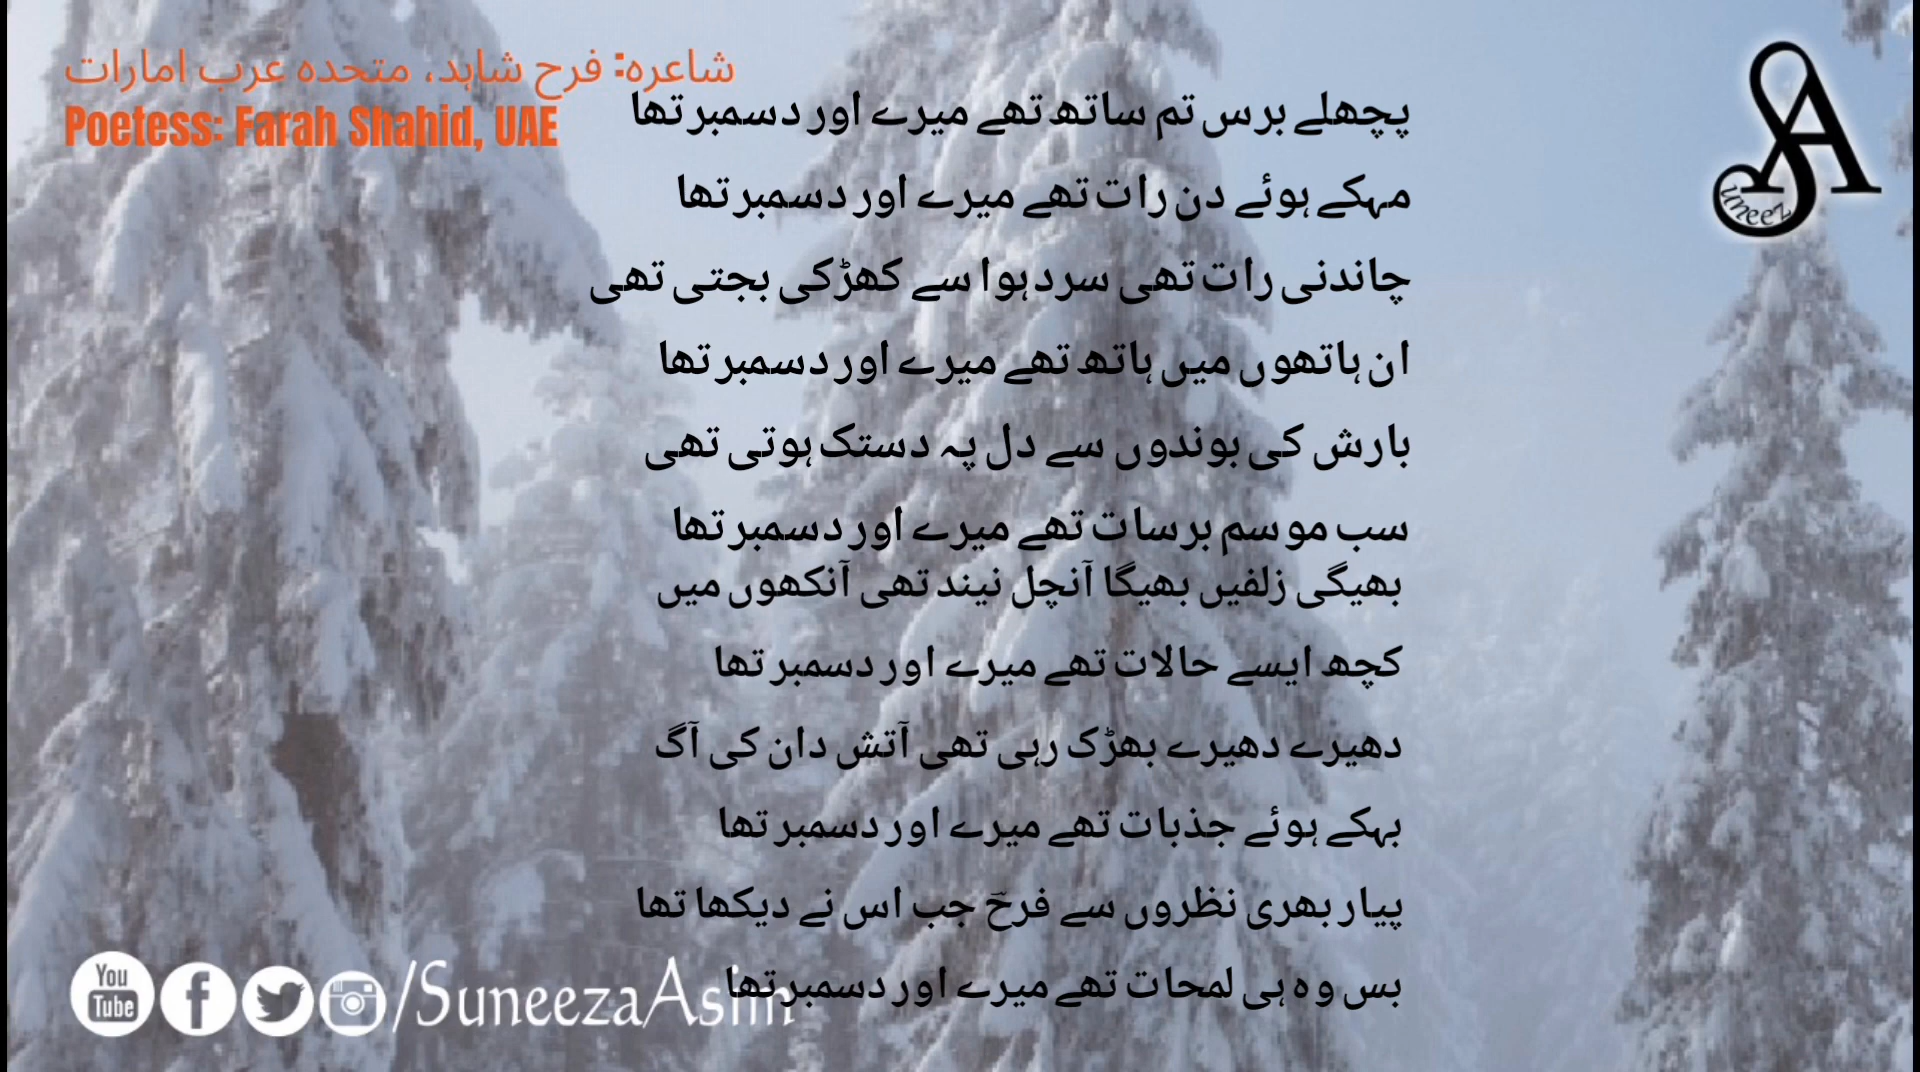 شاعرہ: فرح شاہد، متحدہ عرب امارات
Poetess: Farah Shahid, UAE
پچھلے برس تم ساتھ تھے میرے اور دسمبر تھا
مہکے ہوئے دن رات تھے میرے اور دسمبر تھا
چاندنی رات تھی سرد ہوا سے کھڑکی بجتی تھی
ان ہاتھوں میں ہاتھ تھے میرے اور دسمبر تھا
بارش کی بوندوں سے دل پہ دستک ہوتی تھی
سب موسم برسات تھے میرے اور دسمبر تھا
بھیگی زلفیں بھیگا آنچل نیند تھی آنکھوں میں
کچھ ایسے حالات تھے میرے اور دسمبر تھا
دھیرے دھیرے بھڑک رہی تھی آتش دان کی آگ
بہکے ہوئے جذبات تھے میرے اور دسمبر تھا
پیار بھری نظروں سے فرحؔ جب اس نے دیکھا تھا
بس وہ ہی لمحات تھے میرے اور دسمبر تھا
SA
uneez
You Tube
/SuneezaAsim